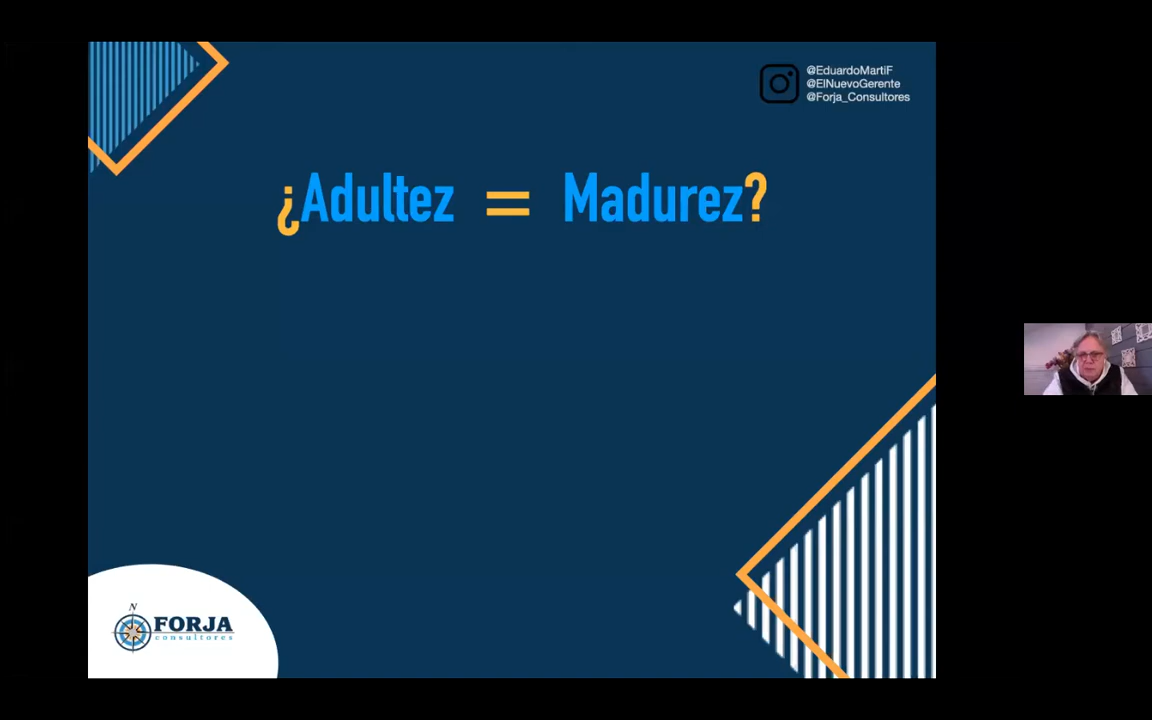 @EduardoMartiF
@ElNuevoGerente
@Forja_Consultores
¿Adultez = Madurez?
N
FORJA
consultores